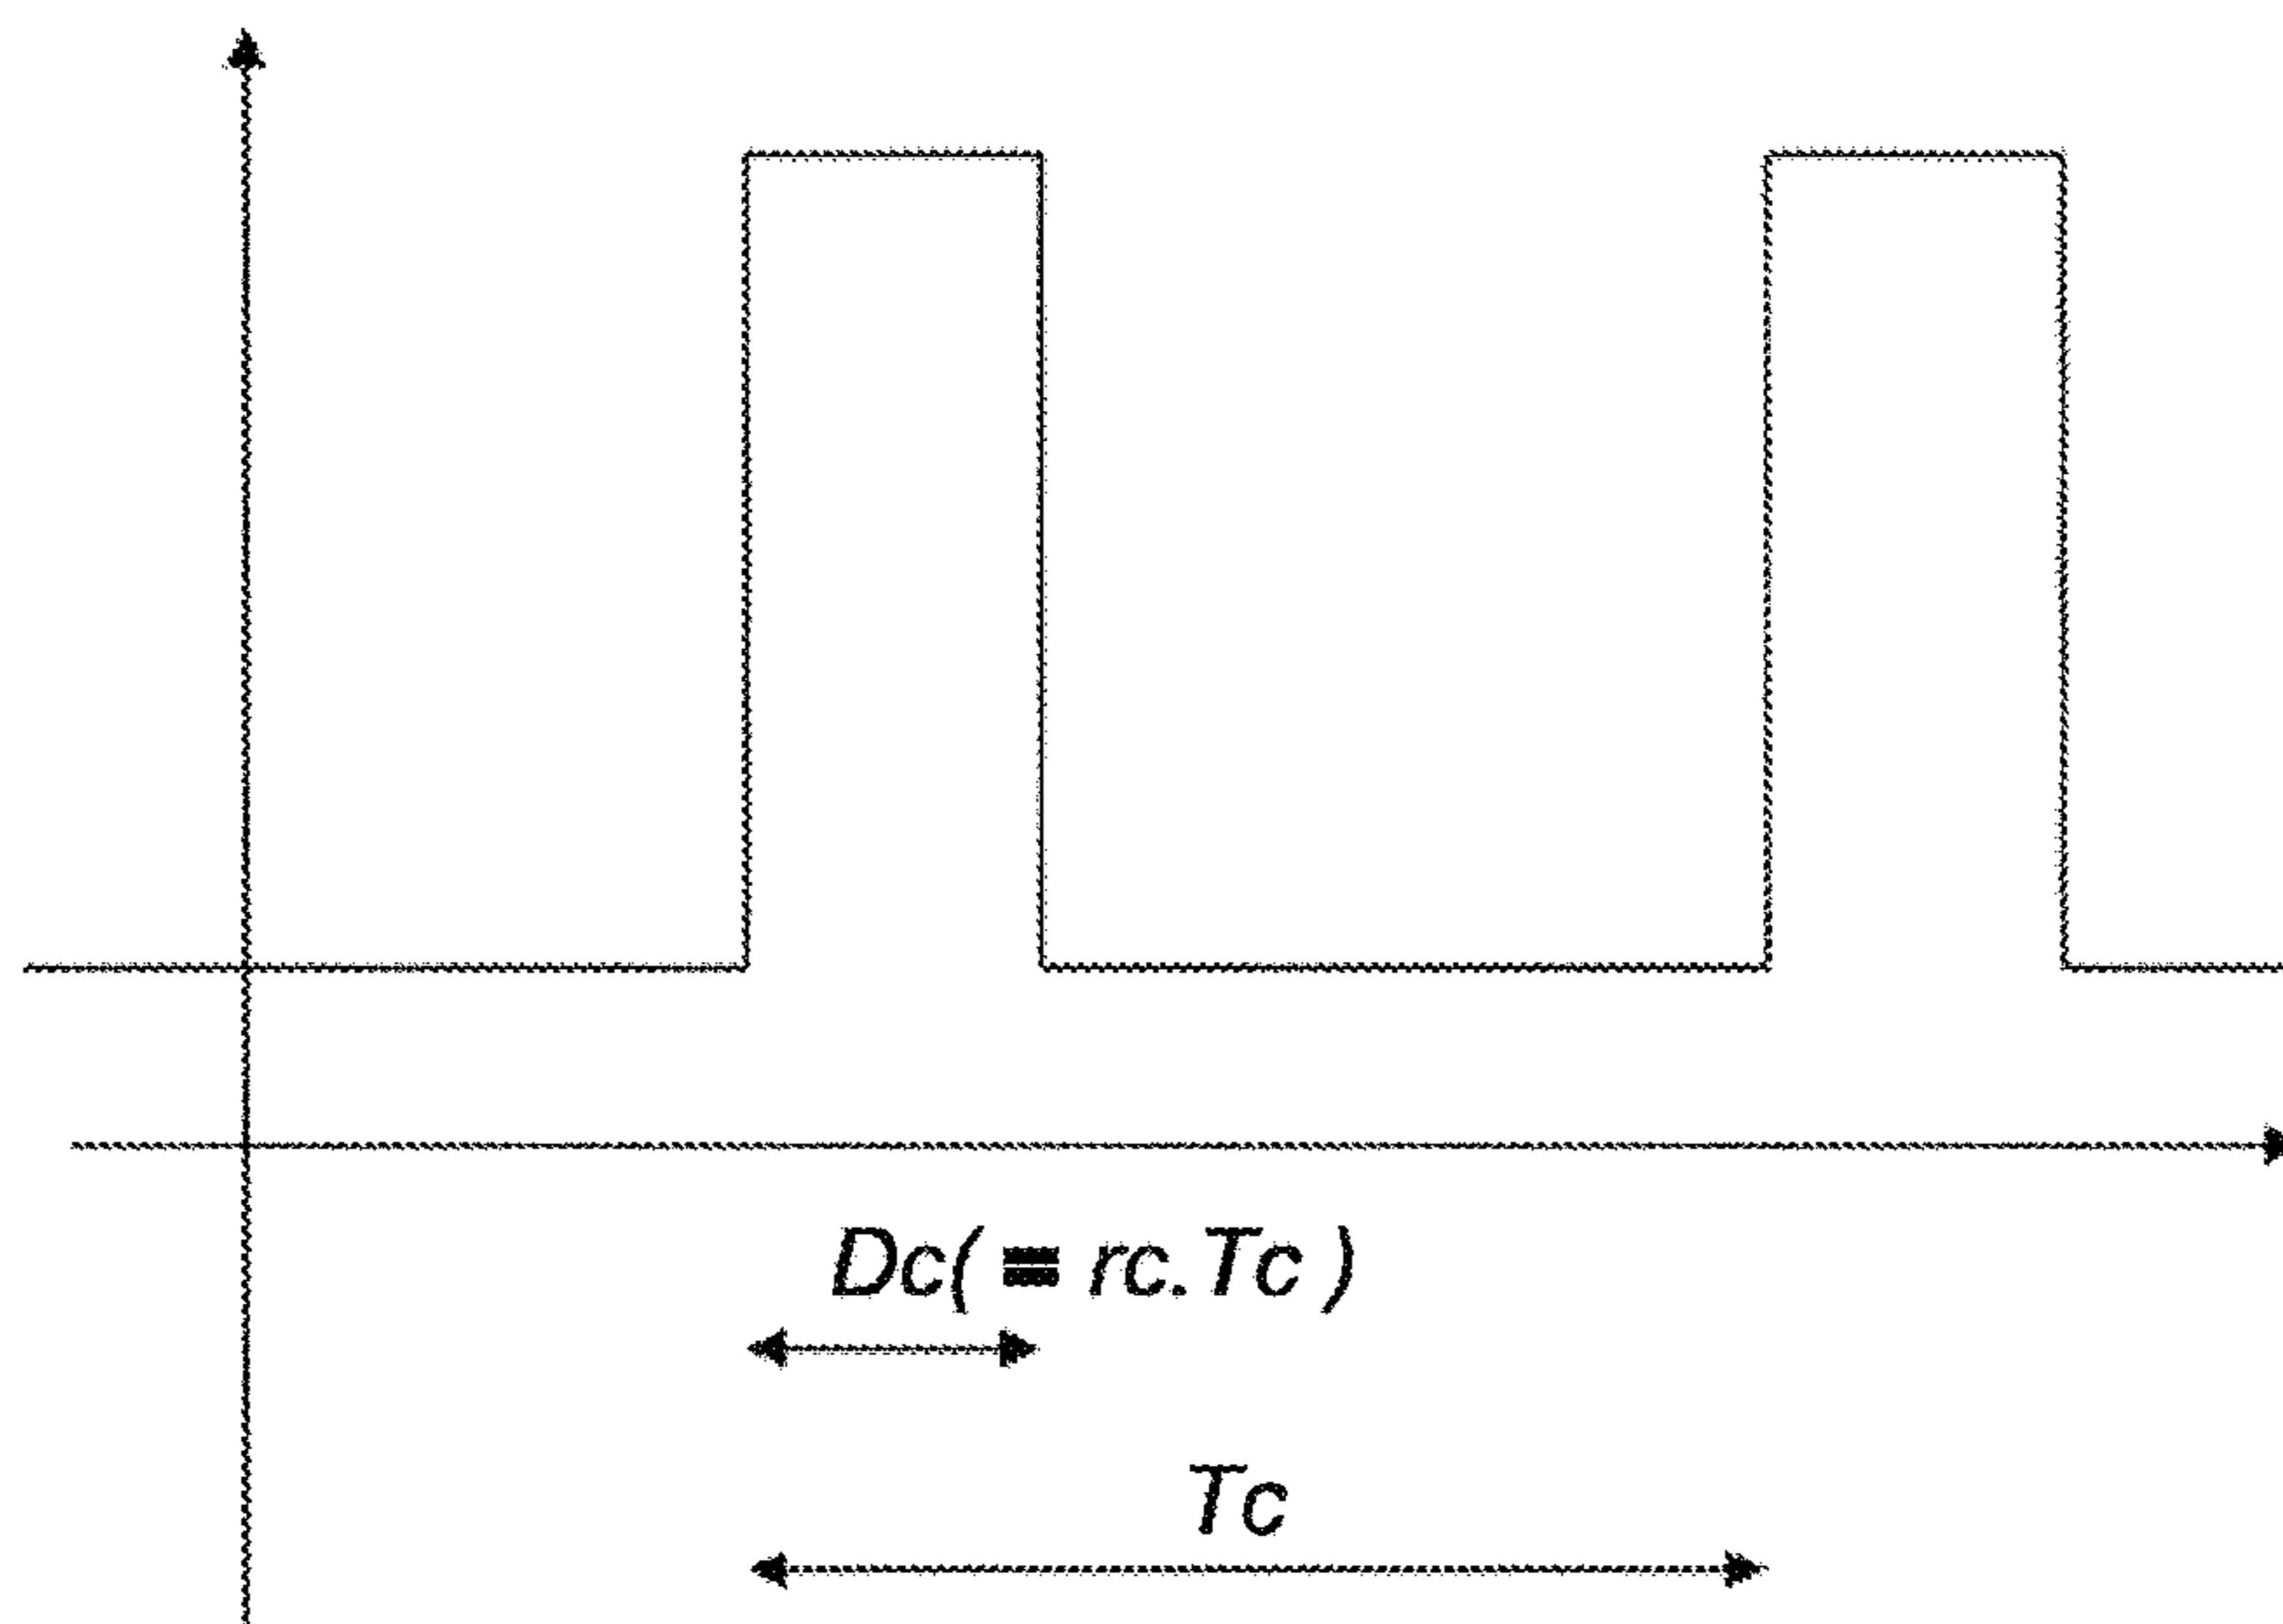 Dc( = rc.Tc )
Tc